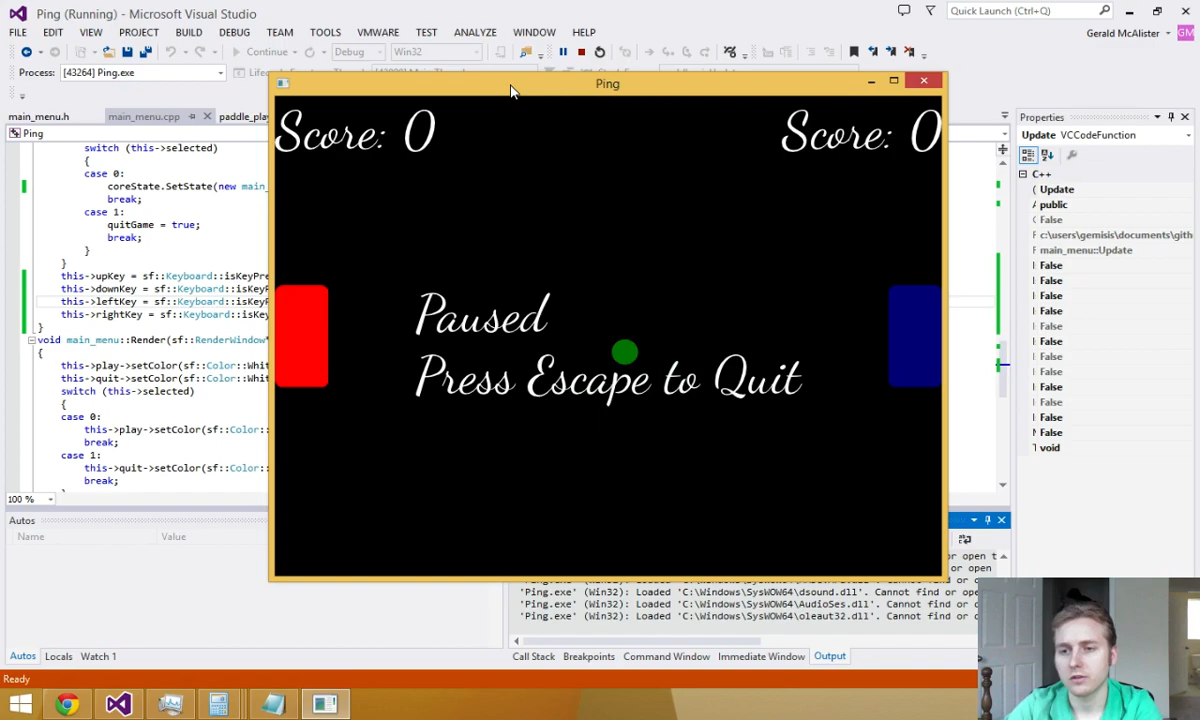 Ping (Running) - Microsoft Visual Studio
Quick Launch (Ctrl+Q)
FILE EDIT VIEW PROJECT BUILD DEBUG TEAM TOOLS VMWARE TEST ANALYZE WINDOW HELP
Gerald McAlister GM
Continue Debug Win32
Process: [43264] Ping.exe
Ping
main_menu.h main_menu.cpp paddle_pla
Ping
Score: 0 Score: 0
Paused
Press Escape to Quit
switch (this->selected)
{
case 0:
coreState.SetState(new main_
break;
case 1:
quitGame = true;
break;
}
}
this->upKey = sf::Keyboard::isKeyPre
this->downKey = sf::Keyboard::isKeyP
this->leftKey = sf::Keyboard::isKeyP
this->rightKey = sf::Keyboard::isKey
}
void main_menu::Render(sf::RenderWindow*
{
this->play->setColor(sf::Color::Whit
this->quit->setColor(sf::Color::Whit
switch (this->selected)
{
case 0:
this->play->setColor(sf::Color:
break;
case 1:
this->quit->setColor(sf::Color:
break;
100 %
Properties
Update VCCodeFunction
C++
Update
public
False
c:\users\gemisis\documents\gith
main_menu::Update
False
False
False
False
False
False
False
False
False
False
False
False
void
Autos
Name Value
'Ping.exe' (Win32): Loaded 'C:\Windows\SysWOW64\dsound.dll'. Cannot find or ope
'Ping.exe' (Win32): Loaded 'C:\Windows\SysWOW64\AudioSes.dll'. Cannot find or o
'Ping.exe' (Win32): Loaded 'C:\Windows\SysWOW64\oleaut32.dll'. Cannot find or o
Autos Locals Watch 1
Call Stack Breakpoints Command Window Immediate Window Output
Ready